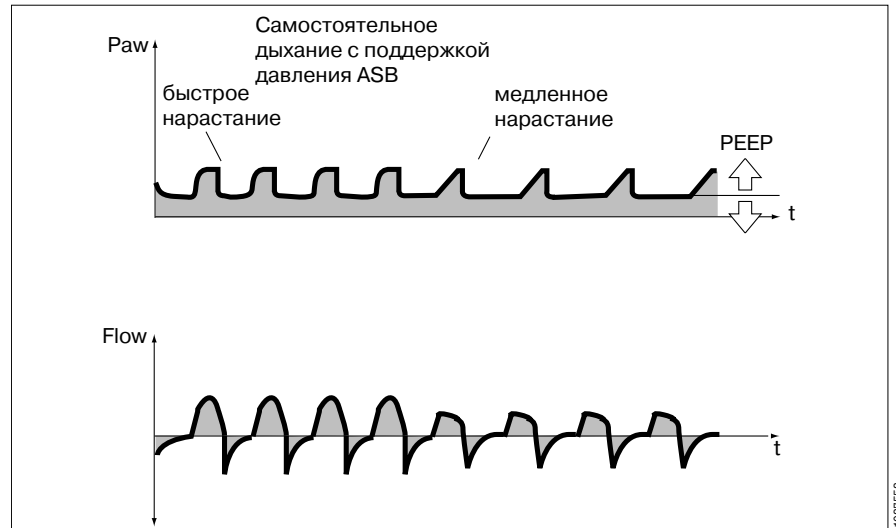 Paw
Самостоятельное
дыхание с поддержкой
давления ASB
быстрое
нарастание
медленное
нарастание
PEEP
t
Flow
t